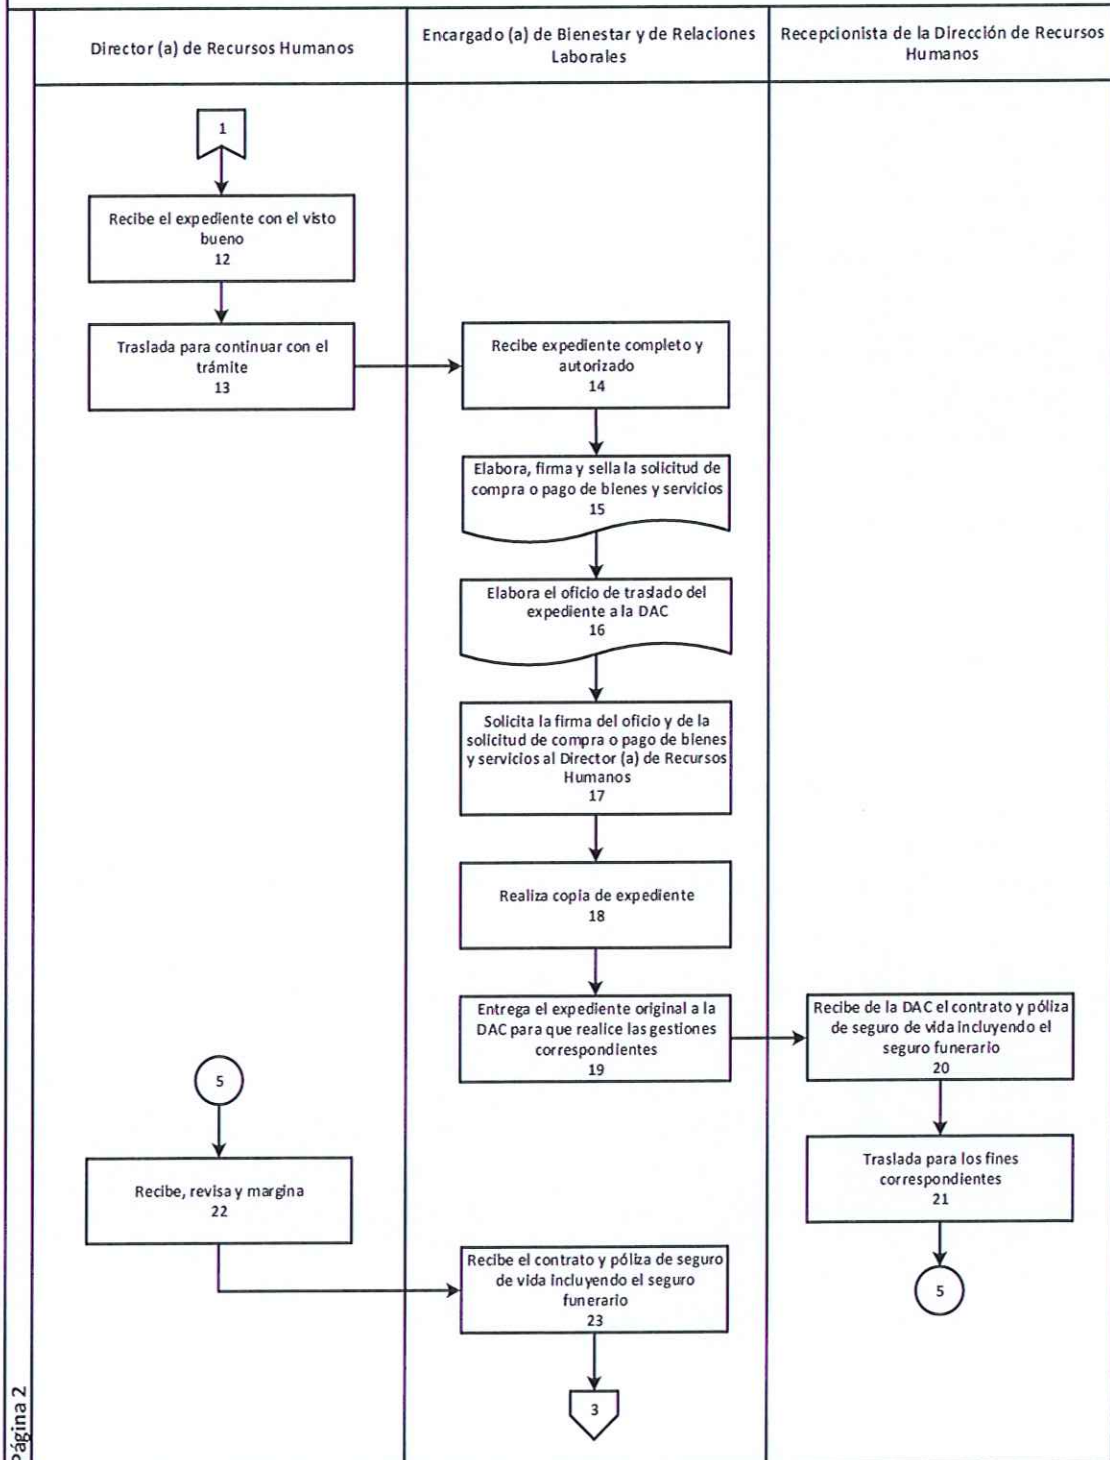 Director (a) de Recursos Humanos
Encargado (a) de Bienestar y de Relaciones
Laborales
Recepcionista de la Dirección de Recursos
Humanos
1
Recibe el expediente con el visto
bueno
12
Traslada para continuar con el
trámite
13
Recibe expediente completo y
autorizado
14
Elabora, firma y sella la solicitud de
compra o pago de bienes y servicios
15
Elabora el oficio de traslado del
expediente a la DAC
16
Solicita la firma del oficio y de la
solicitud de compra o pago de bienes
y servicios al Director (a) de Recursos
Humanos
17
Realiza copia de expediente
18
Entrega el expediente original a la
DAC para que realice las gestiones
correspondientes
19
Recibe de la DAC el contrato y póliza
de seguro de vida incluyendo el
seguro funerario
20
Traslada para los fines
correspondientes
21
5
5
Recibe, revisa y margina
22
Recibe el contrato y póliza de seguro
de vida incluyendo el seguro
funerario
23
3
Página 2